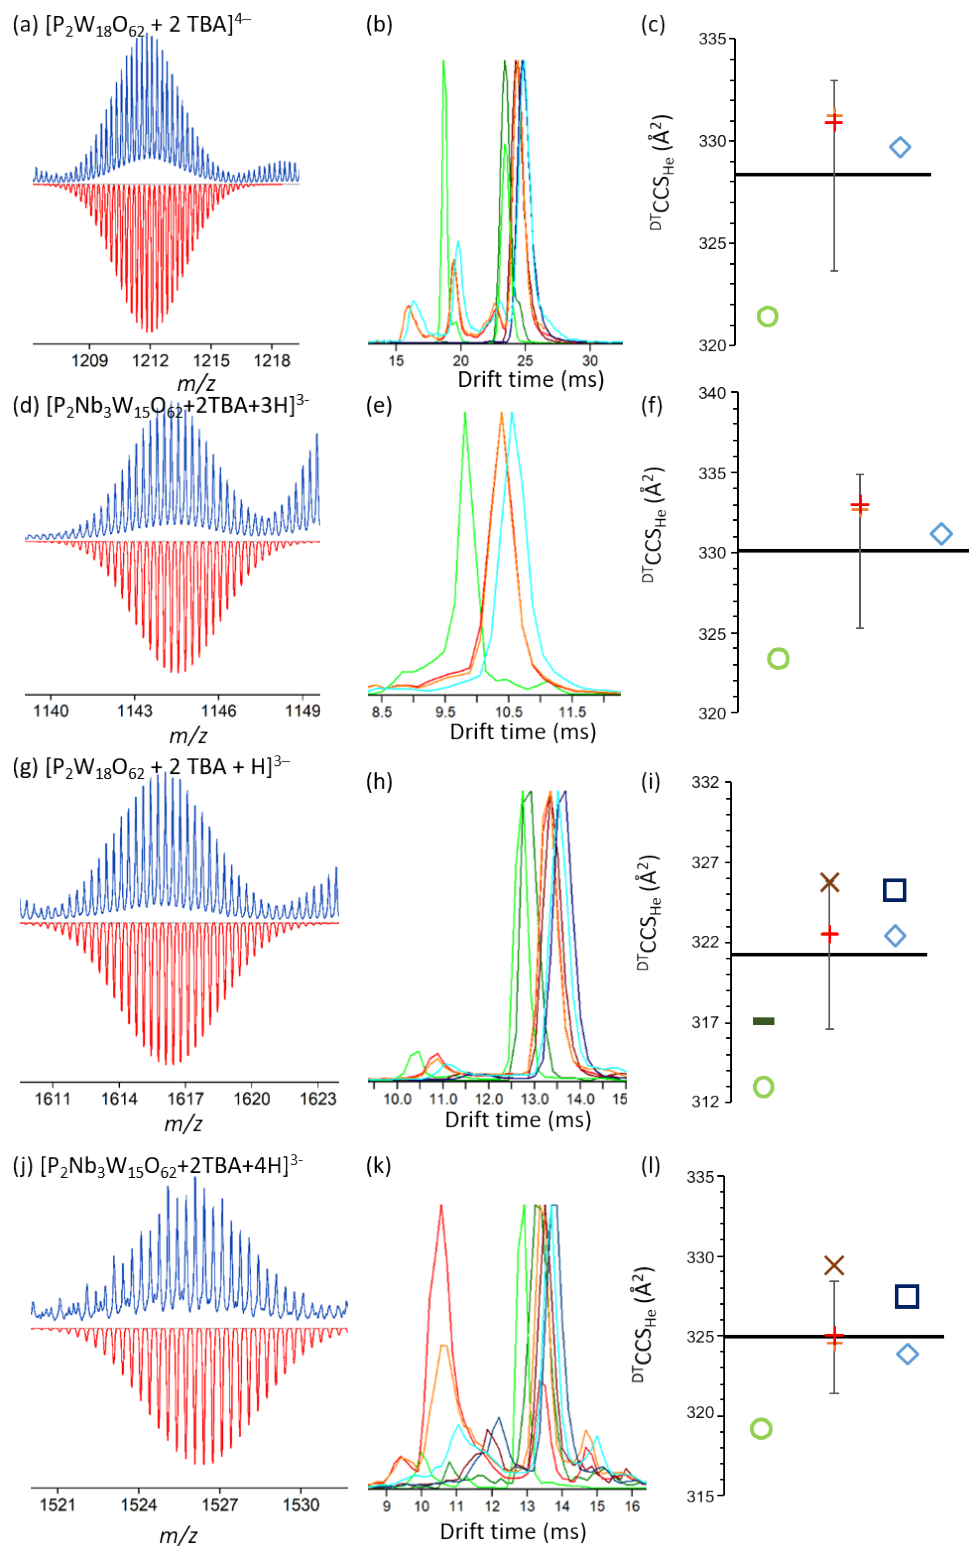 (a) [P₂W₁₈O₆₂ + 2 TBA]⁴⁻
1209 1212 1215 1218
m/z
(b)
15 20 25 30
Drift time (ms)
(c)
ᴰᵀCCS_He (Å²)
335
330
325
320
(d) [P₂Nb₃W₁₅O₆₂+2TBA+3H]³⁻
1140 1143 1146 1149
m/z
(e)
8.5 9.5 10.5 11.5
Drift time (ms)
(f)
ᴰᵀCCS_He (Å²)
340
335
330
325
320
(g) [P₂W₁₈O₆₂ + 2 TBA + H]³⁻
1611 1614 1617 1620 1623
m/z
(h)
10.0 11.0 12.0 13.0 14.0 15
Drift time (ms)
(i)
ᴰᵀCCS_He (Å²)
332
327
322
317
312
(j) [P₂Nb₃W₁₅O₆₂+2TBA+4H]³⁻
1521 1524 1527 1530
m/z
(k)
9 10 11 12 13 14 15 16
Drift time (ms)
(l)
ᴰᵀCCS_He (Å²)
335
330
325
320
315